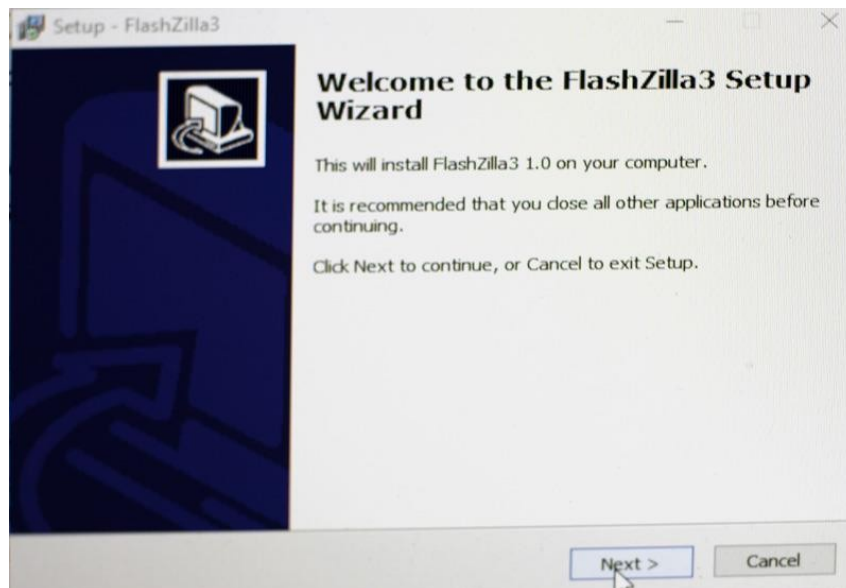 Setup - FlashZilla3
Welcome to the FlashZilla3 Setup
Wizard
This will install FlashZilla3 1.0 on your computer.
It is recommended that you close all other applications before
continuing.
Click Next to continue, or Cancel to exit Setup.
Next >
Cancel